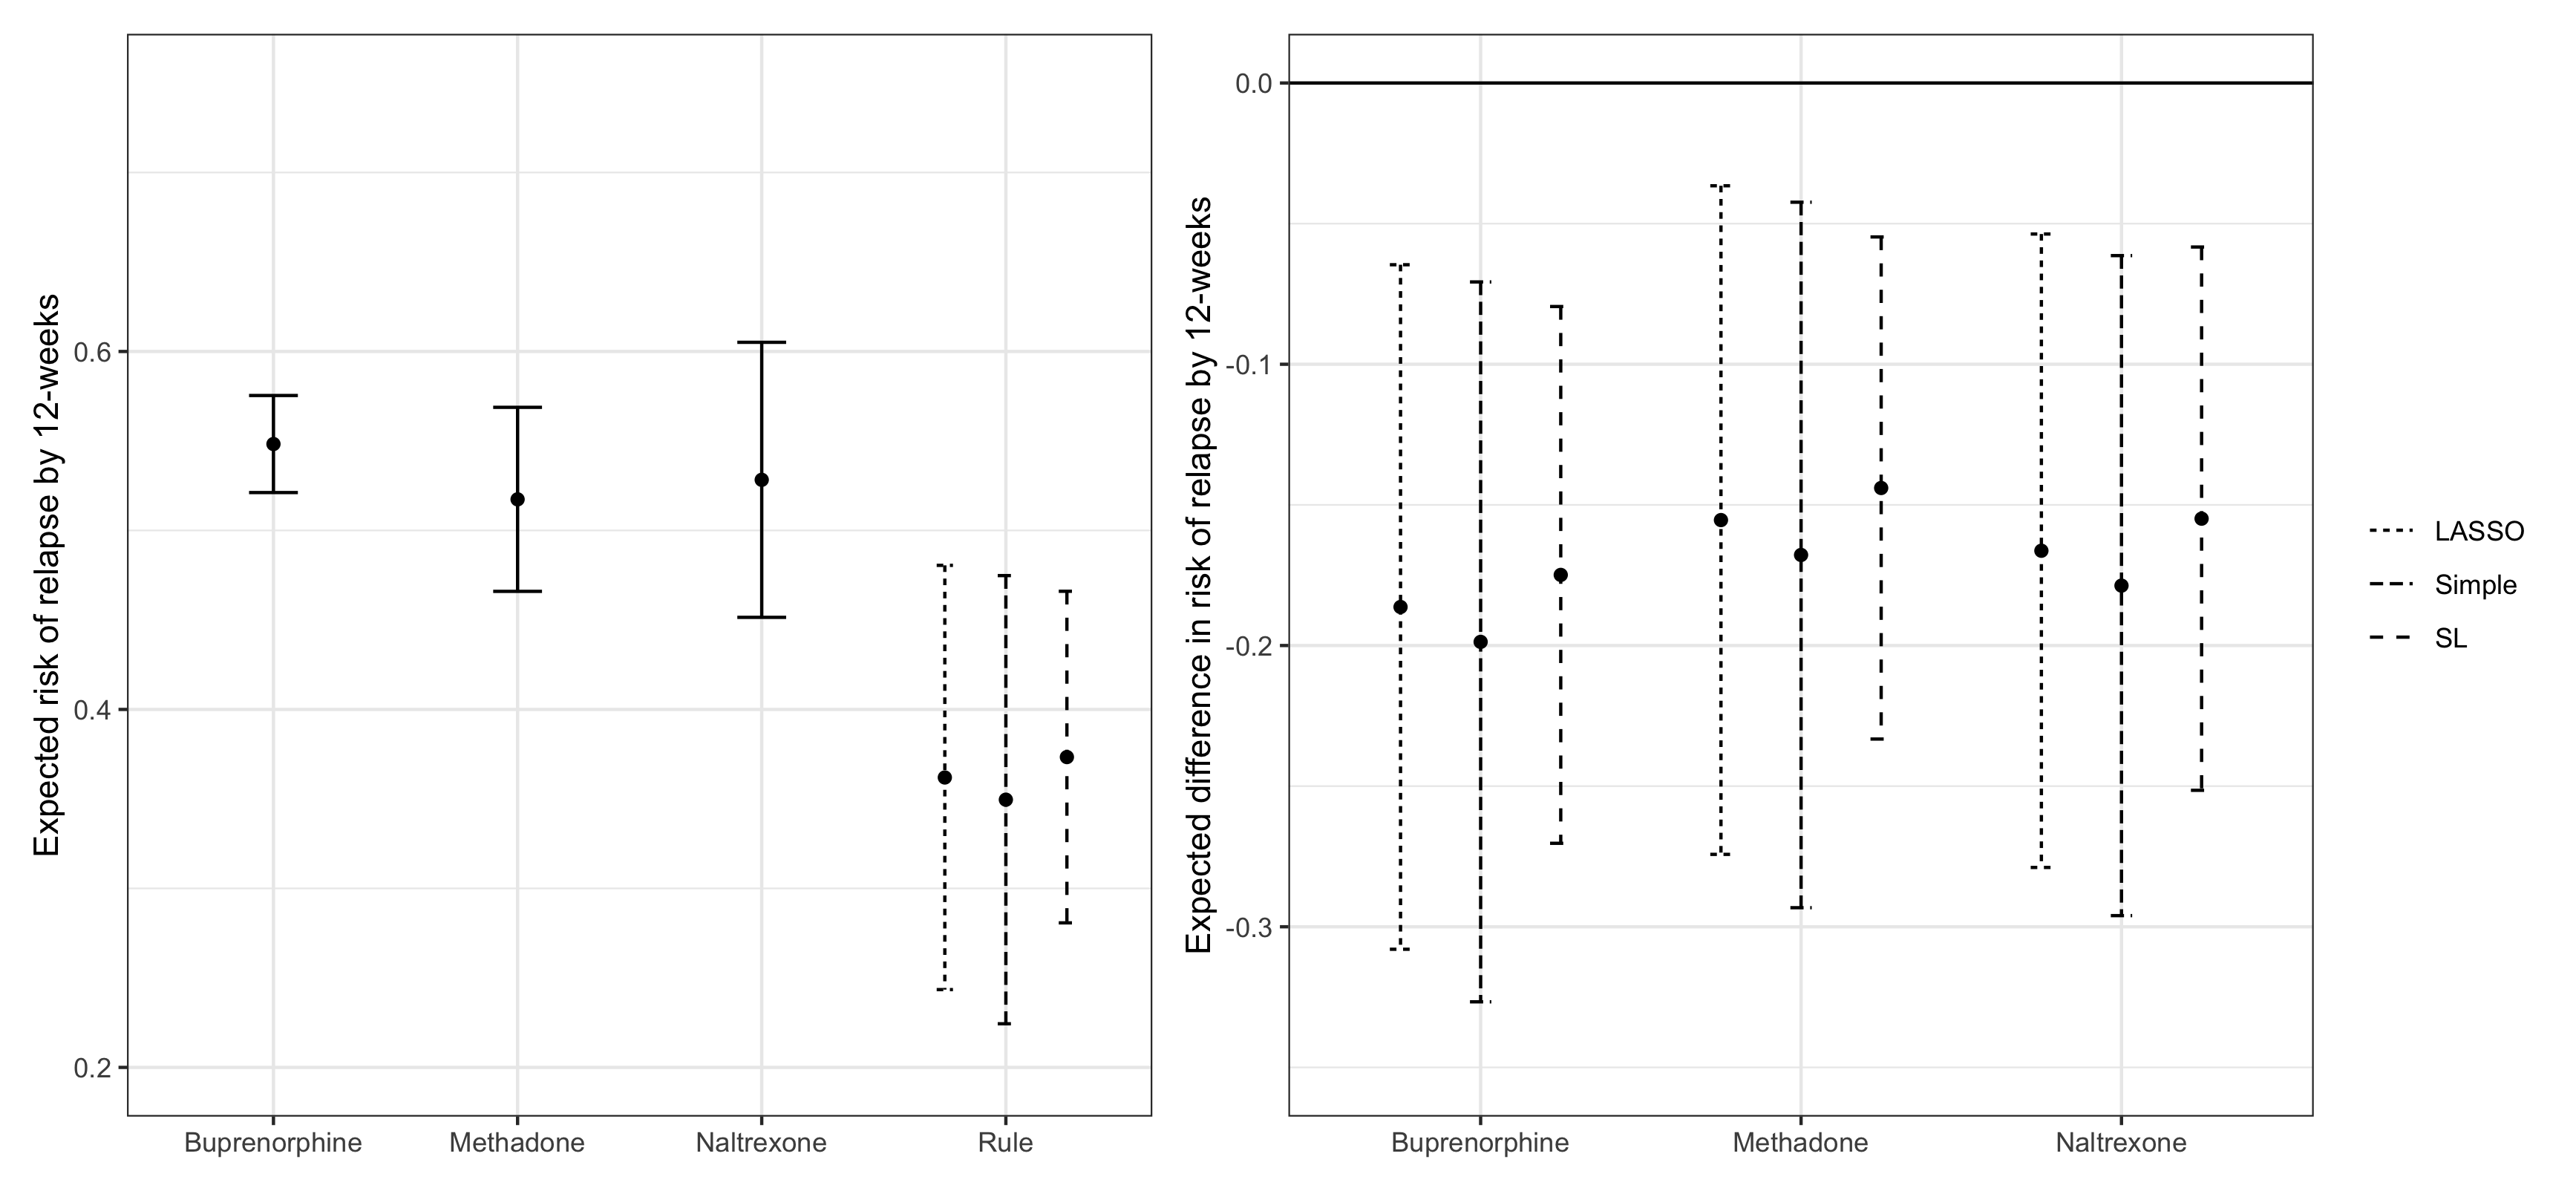 Expected risk of relapse by 12-weeks
0.6
0.4
0.2
Buprenorphine
Methadone
Naltrexone
Rule
Expected difference in risk of relapse by 12-weeks
0.0
-0.1
-0.2
-0.3
Buprenorphine
Methadone
Naltrexone
LASSO
Simple
SL